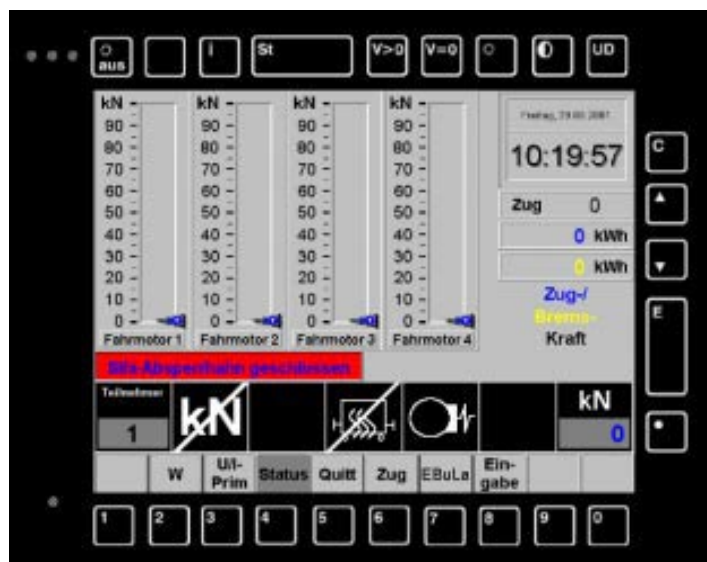 aus i St V>0 V=0 UD
kN kN kN kN
90 90 90 90
80 80 80 80
70 70 70 70
60 60 60 60
50 50 50 50
40 40 40 40
30 30 30 30
20 20 20 20
10 10 10 10
0 0 0 0
Fahrmotor 1 Fahrmotor 2 Fahrmotor 3 Fahrmotor 4
Freitag,
10:19:57
Zug 0
0 kWh
0 kWh
Zug-/
Brems-
Kraft
C
E
Sifa-Absperrhahn geschlossen
Teilnehmer
1
kN
kN
0
W U/I-Prim Status Quitt Zug EBuLa Ein-gabe
1 2 3 4 5 6 7 8 9 0